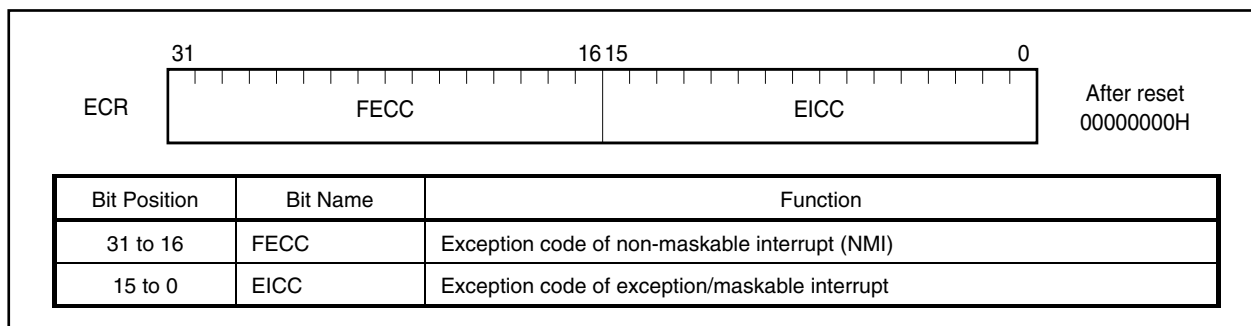 31 16 15 0
ECR FECC EICC After reset
00000000H
Bit Position Bit Name Function
31 to 16 FECC Exception code of non-maskable interrupt (NMI)
15 to 0 EICC Exception code of exception/maskable interrupt